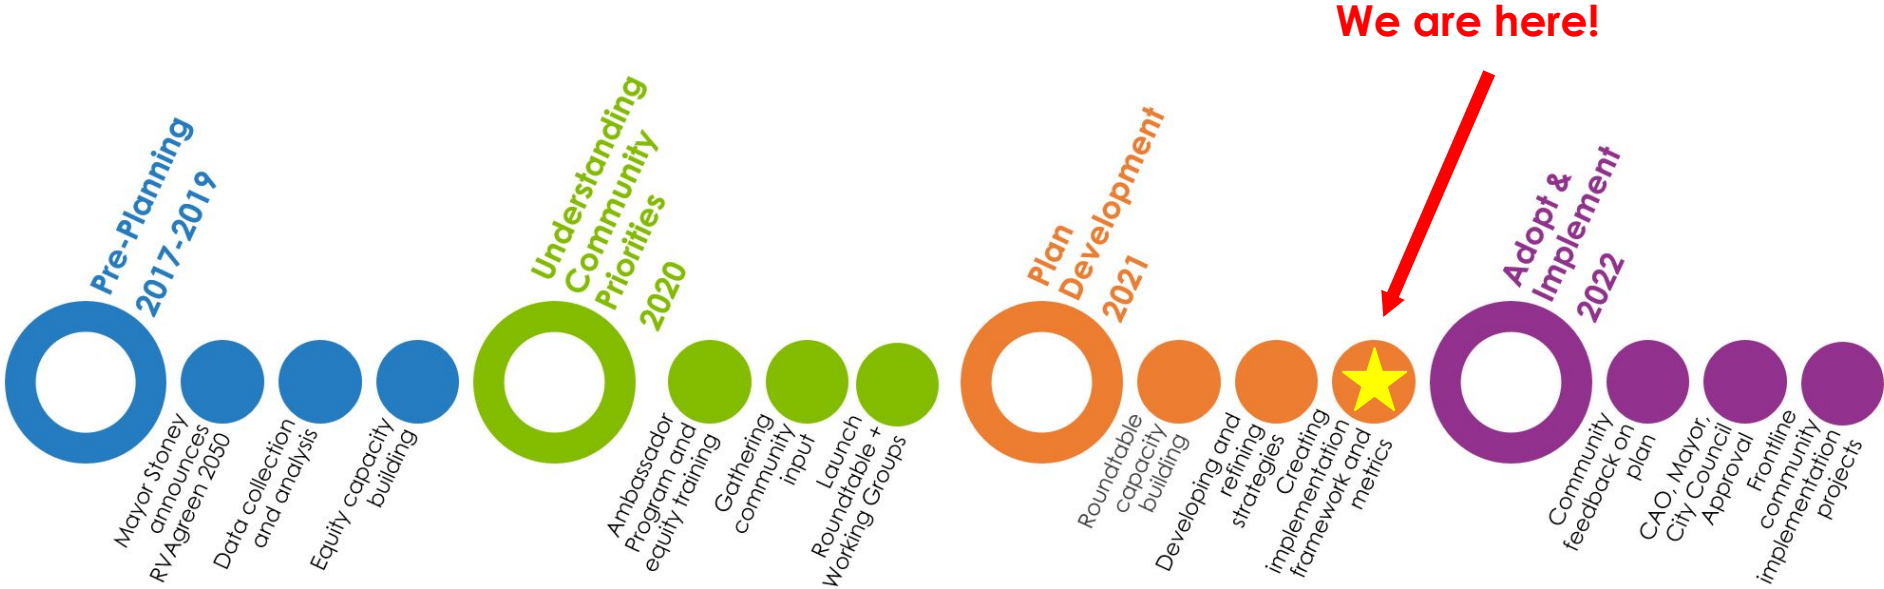 We are here!
Pre-Planning
2017-2019
Mayor Stoney
announces
RVAgreen 2050
Data collection
and analysis
Equity capacity
building
Understanding
Community
Priorities
2020
Ambassador
Program and
equity training
Gathering
community
input
Launch
Roundtable +
Working Groups
Plan
Development
2021
Roundtable
capacity
building
Developing and
refining
strategies
Creating
implementation
framework and
metrics
Adopt &
Implement
2022
Community
feedback on
plan
CAO, Mayor,
City Council
Approval
Frontline
community
implementation
projects